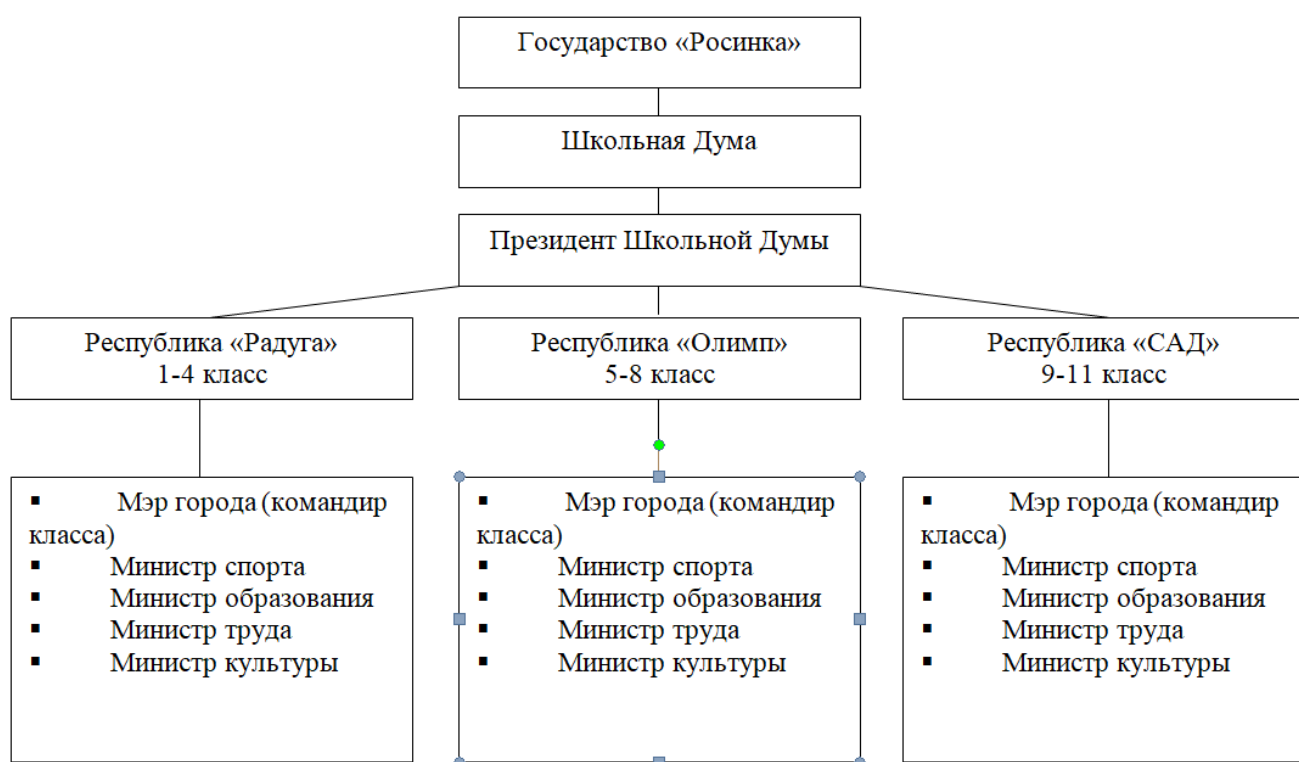 Государство «Росинка»
Школьная Дума
Президент Школьной Думы
Республика «Радуга»
1-4 класс
Республика «Олимп»
5-8 класс
Республика «САД»
9-11 класс
▪ Мэр города (командир
класса)
▪ Министр спорта
▪ Министр образования
▪ Министр труда
▪ Министр культуры
▪ Мэр города (командир
класса)
▪ Министр спорта
▪ Министр образования
▪ Министр труда
▪ Министр культуры
▪ Мэр города (командир
класса)
▪ Министр спорта
▪ Министр образования
▪ Министр труда
▪ Министр культуры